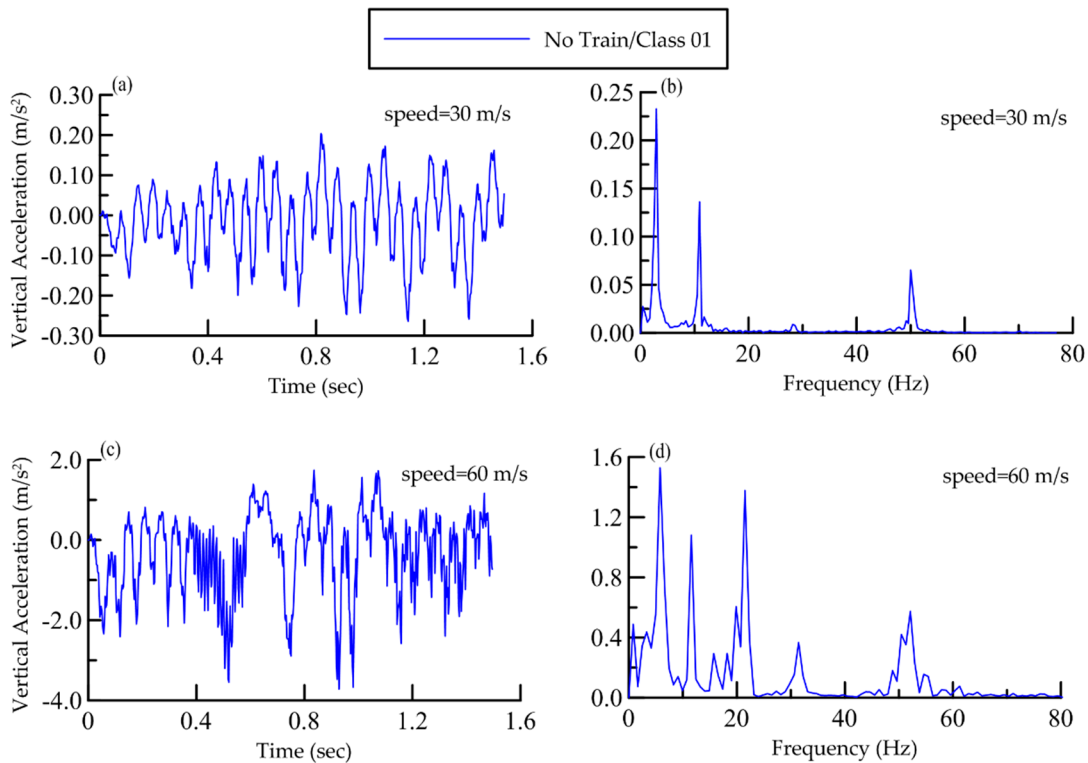 No Train/Class 01
(a)
speed=30 m/s
Vertical Acceleration (m/s²)
0.30
0.20
0.10
0.00
-0.10
-0.20
-0.30
0
0.4
0.8
1.2
1.6
Time (sec)
(b)
speed=30 m/s
0.25
0.20
0.15
0.10
0.05
0.00
0
20
40
60
80
Frequency (Hz)
(c)
speed=60 m/s
Vertical Acceleration (m/s²)
2.0
0.0
-2.0
-4.0
0
0.4
0.8
1.2
1.6
Time (sec)
(d)
speed=60 m/s
1.6
1.2
0.8
0.4
0.0
0
20
40
60
80
Frequency (Hz)